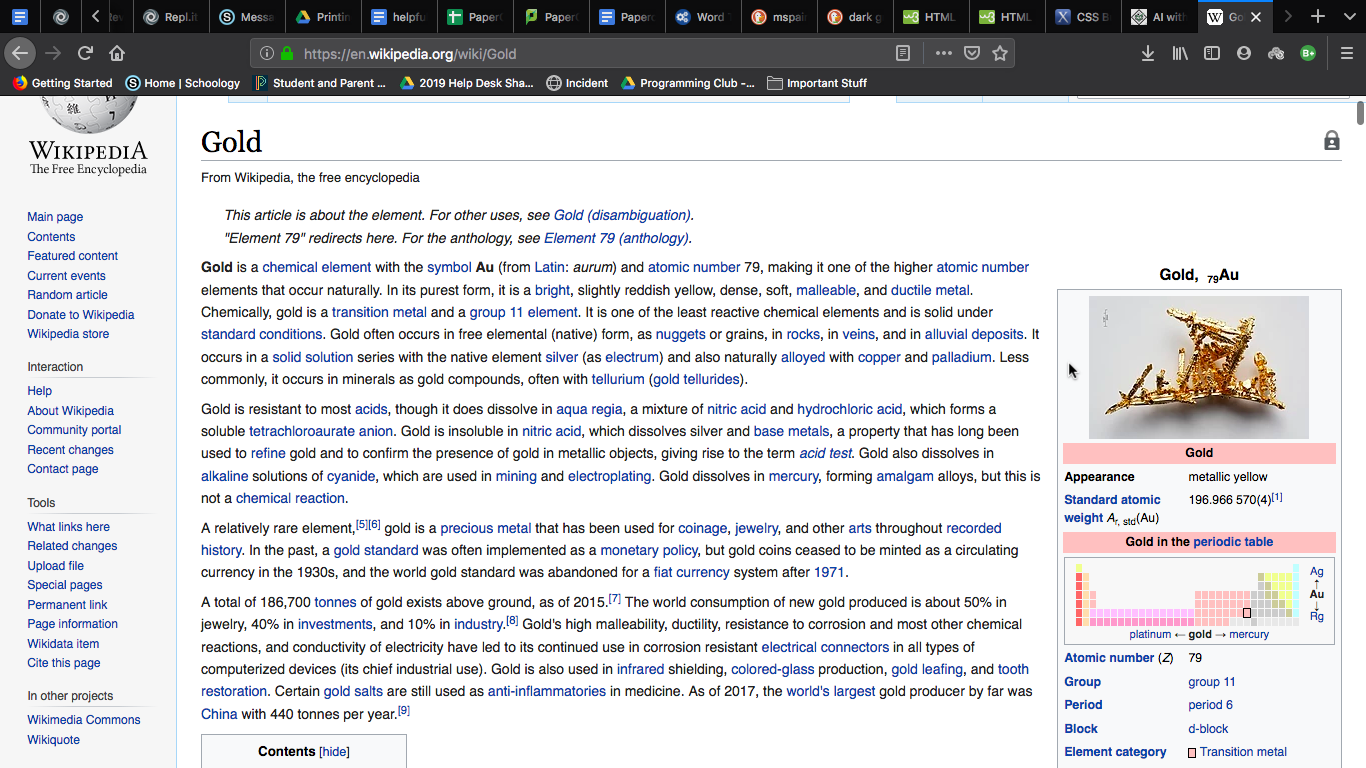 Repl.it
Messa
Printin
helpfu
Paper
Paper
Paperc
Word
mspai
dark g
HTML
HTML
CSS B
AI with
Go
https://en.wikipedia.org/wiki/Gold
B+
Getting Started Home | Schoology Student and Parent ... 2019 Help Desk Sha... Incident Programming Club -... Important Stuff
WIKIPEDIA
The Free Encyclopedia
Main page
Contents
Featured content
Current events
Random article
Donate to Wikipedia
Wikipedia store
Interaction
Help
About Wikipedia
Community portal
Recent changes
Contact page
Tools
What links here
Related changes
Upload file
Special pages
Permanent link
Page information
Wikidata item
Cite this page
In other projects
Wikimedia Commons
Wikiquote
Gold
From Wikipedia, the free encyclopedia
This article is about the element. For other uses, see Gold (disambiguation).
"Element 79" redirects here. For the anthology, see Element 79 (anthology).
Gold is a chemical element with the symbol Au (from Latin: aurum) and atomic number 79, making it one of the higher atomic number
elements that occur naturally. In its purest form, it is a bright, slightly reddish yellow, dense, soft, malleable, and ductile metal.
Chemically, gold is a transition metal and a group 11 element. It is one of the least reactive chemical elements and is solid under
standard conditions. Gold often occurs in free elemental (native) form, as nuggets or grains, in rocks, in veins, and in alluvial deposits. It
occurs in a solid solution series with the native element silver (as electrum) and also naturally alloyed with copper and palladium. Less
commonly, it occurs in minerals as gold compounds, often with tellurium (gold tellurides).
Gold is resistant to most acids, though it does dissolve in aqua regia, a mixture of nitric acid and hydrochloric acid, which forms a
soluble tetrachloroaurate anion. Gold is insoluble in nitric acid, which dissolves silver and base metals, a property that has long been
used to refine gold and to confirm the presence of gold in metallic objects, giving rise to the term acid test. Gold also dissolves in
alkaline solutions of cyanide, which are used in mining and electroplating. Gold dissolves in mercury, forming amalgam alloys, but this is
not a chemical reaction.
A relatively rare element,[5][6] gold is a precious metal that has been used for coinage, jewelry, and other arts throughout recorded
history. In the past, a gold standard was often implemented as a monetary policy, but gold coins ceased to be minted as a circulating
currency in the 1930s, and the world gold standard was abandoned for a fiat currency system after 1971.
A total of 186,700 tonnes of gold exists above ground, as of 2015.[7] The world consumption of new gold produced is about 50% in
jewelry, 40% in investments, and 10% in industry.[8] Gold's high malleability, ductility, resistance to corrosion and most other chemical
reactions, and conductivity of electricity have led to its continued use in corrosion resistant electrical connectors in all types of
computerized devices (its chief industrial use). Gold is also used in infrared shielding, colored-glass production, gold leafing, and tooth
restoration. Certain gold salts are still used as anti-inflammatories in medicine. As of 2017, the world's largest gold producer by far was
China with 440 tonnes per year.[9]
Contents [hide]
Gold, 79Au
Gold
Appearance metallic yellow
Standard atomic 196.966 570(4)[1]
weight Ar, std(Au)
Gold in the periodic table
Ag
↑
Au
↓
Rg
platinum ← gold → mercury
Atomic number (Z) 79
Group group 11
Period period 6
Block d-block
Element category Transition metal